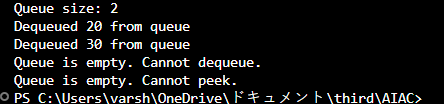 Queue size: 2
Dequeued 20 from queue
Dequeued 30 from queue
Queue is empty. Cannot dequeue.
Queue is empty. Cannot peek.
PS C:\Users\varsh\OneDrive\ドキュメント\third\AIAC>